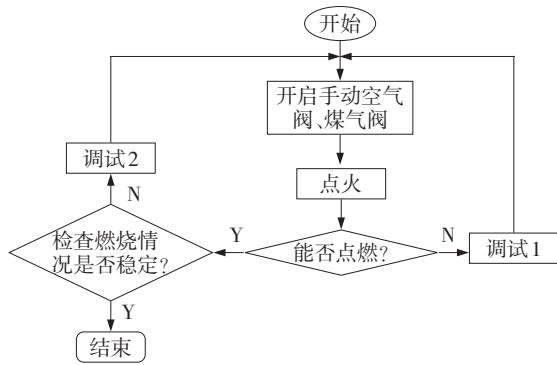 开始
开启手动空气
阀、煤气阀
调试2
点火
N
检查燃烧情
况是否稳定?
Y
能否点燃?
N
调试1
Y
结束